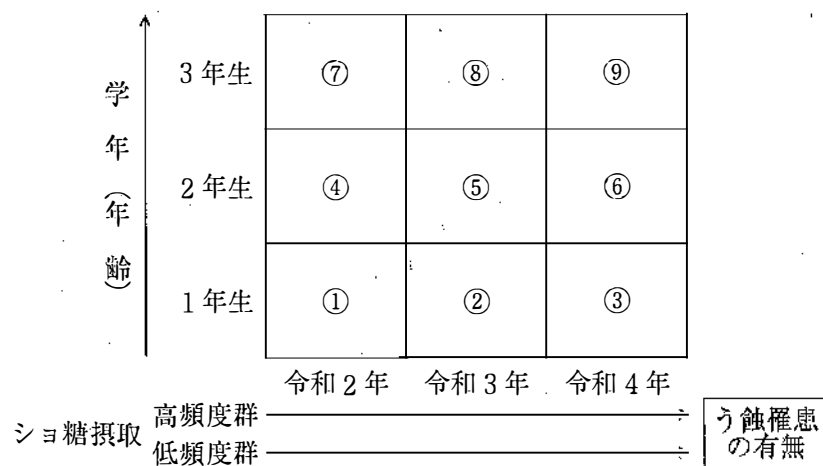 学年(年齢)
3年生 ⑦ ⑧ ⑨
2年生 ④ ⑤ ⑥
1年生 ① ② ③
令和2年 令和3年 令和4年
ショ糖摂取
高頻度群
低頻度群
う蝕罹患
の有無